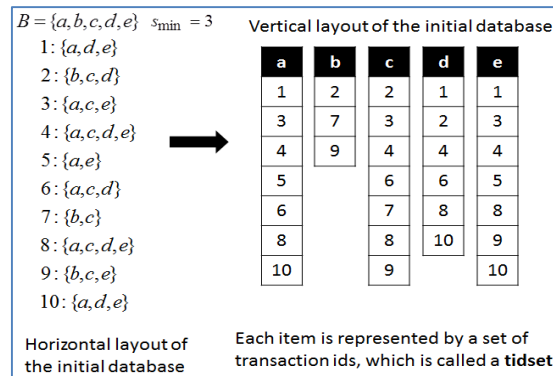 B = {a,b,c,d,e} s_min = 3
1: {a,d,e}
2: {b,c,d}
3: {a,c,e}
4: {a,c,d,e}
5: {a,e}
6: {a,c,d}
7: {b,c}
8: {a,c,d,e}
9: {b,c,e}
10: {a,d,e}
Horizontal layout of
the initial database
Vertical layout of the initial database
a b c d e
1 2 2 1 1
3 7 3 2 3
4 9 4 4 4
5 6 6 5
6 7 8 8
8 8 10 9
10 9 10
Each item is represented by a set of
transaction ids, which is called a tidset